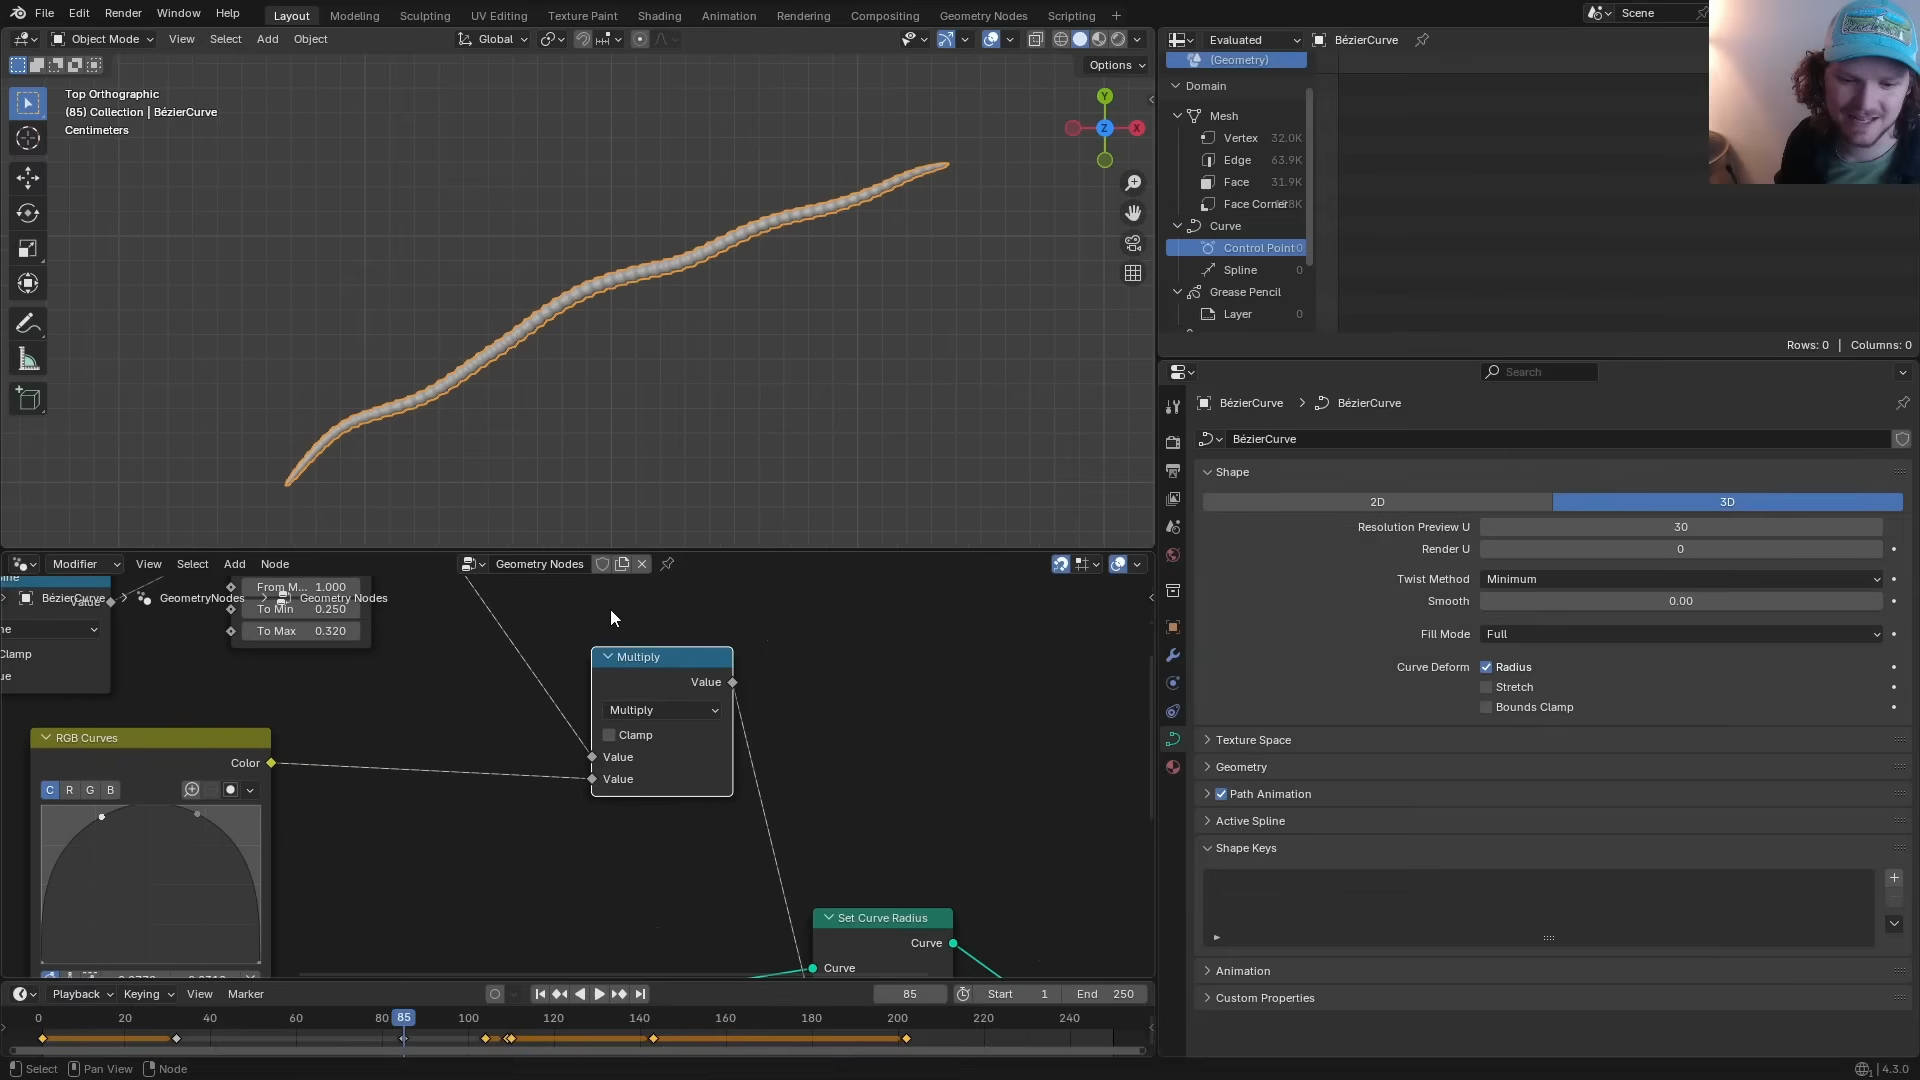 File Edit Render Window Help Layout Modeling Sculpting UV Editing Texture Paint Shading Animation Rendering Compositing Geometry Nodes Scripting +
Scene
Object Mode View Select Add Object Global
Options
Top Orthographic
(85) Collection | BézierCurve
Centimeters
Y
Z
X
Evaluated BézierCurve
(Geometry)
Domain
Mesh
Vertex 32.0K
Edge 63.9K
Face 31.9K
Face Corner
Curve
Control Point 0
Spline 0
Grease Pencil
Layer 0
Rows: 0 | Columns: 0
Search
BézierCurve > BézierCurve
BézierCurve
Shape
2D 3D
Resolution Preview U 30
Render U 0
Twist Method Minimum
Smooth 0.00
Fill Mode Full
Curve Deform Radius
Stretch
Bounds Clamp
Texture Space
Geometry
Path Animation
Active Spline
Shape Keys
Animation
Custom Properties
Modifier View Select Add Node Geometry Nodes
From M... 1.000
BézierCurve > GeometryNodes > Geometry Nodes
Value
To Min 0.250
To Max 0.320
Clamp
Multiply
Value
Multiply
Clamp
Value
Value
RGB Curves
Color
C R G B
Set Curve Radius
Curve
Curve
Playback Keying View Marker 85 Start 1 End 250
0 20 40 60 80 85 100 120 140 160 180 200 220 240
Select Pan View Node 4.3.0